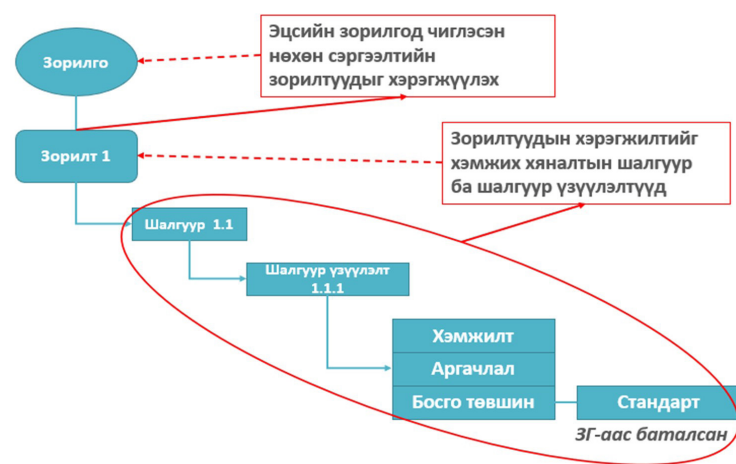 Зорилго
Эцсийн зорилгод чиглэсэн
нөхөн сэргээлтийн
зорилтуудыг хэрэгжүүлэх
Зорилт 1
Зорилтуудын хэрэгжилтийг
хэмжих хяналтын шалгуур
ба шалгуур үзүүлэлтүүд
Шалгуур 1.1
Шалгуур үзүүлэлт
1.1.1
Хэмжилт
Аргачлал
Босго төвшин
Стандарт
ЗГ-аас баталсан